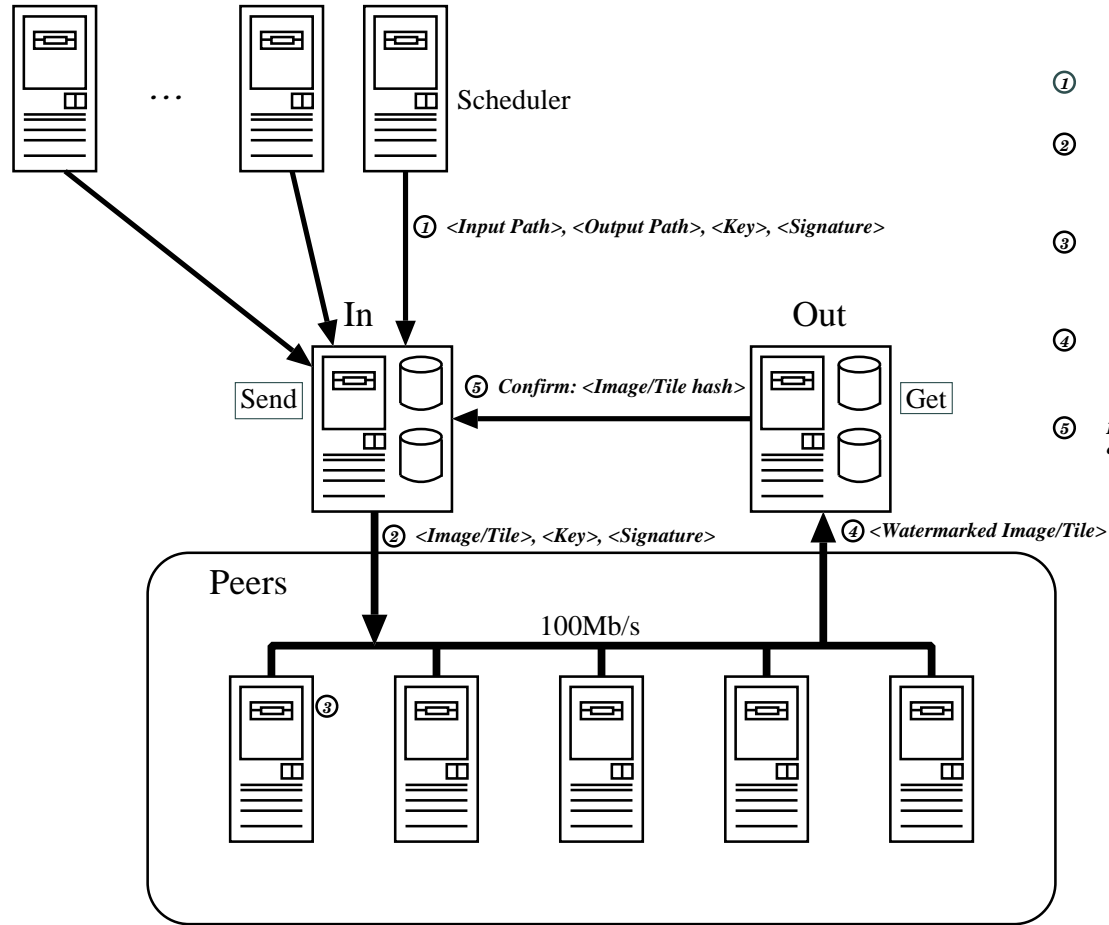 ...
Scheduler
① <Input Path>, <Output Path>, <Key>, <Signature>
In
Out
Send
⑤ Confirm: <Image/Tile hash>
Get
② <Image/Tile>, <Key>, <Signature>
④ <Watermarked Image/Tile>
Peers
100Mb/s
③
①
②
③
④
⑤